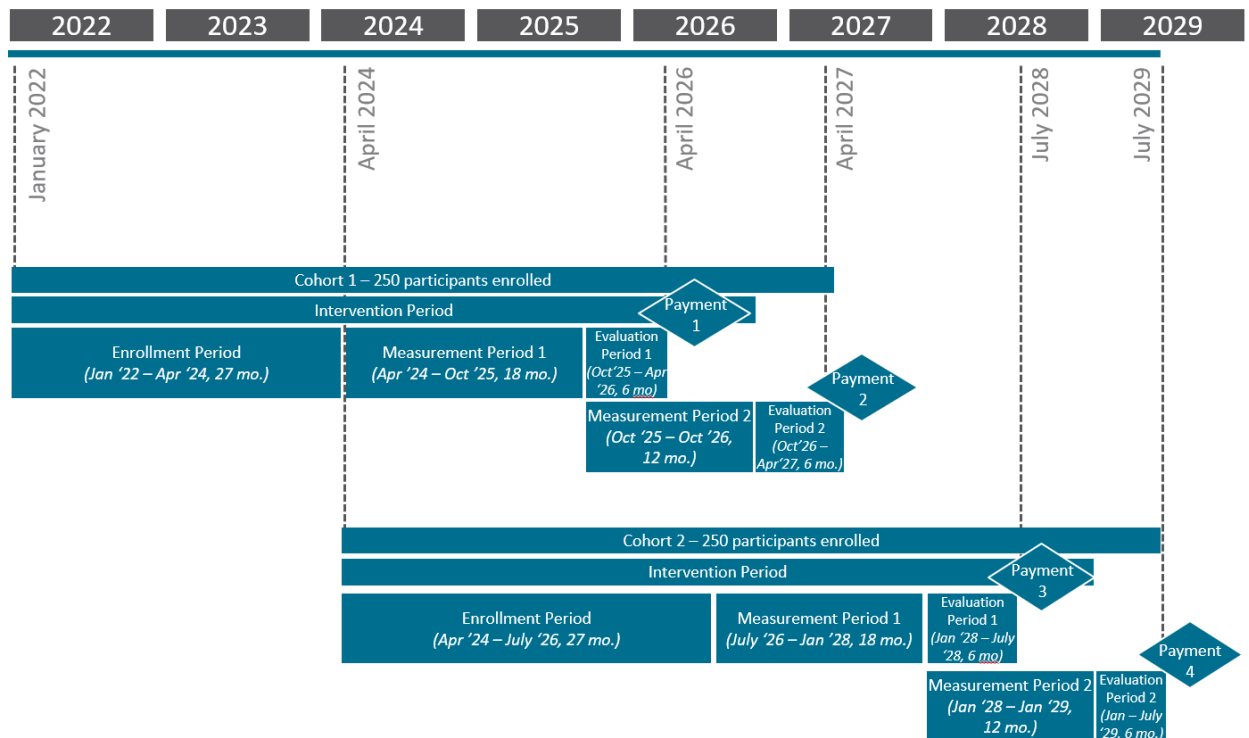 2022
2023
2024
2025
2026
2027
2028
2029
January 2022
April 2024
April 2026
April 2027
July 2028
July 2029
Cohort 1 – 250 participants enrolled
Intervention Period
Payment
1
Enrollment Period
(Jan ‘22 – Apr ‘24, 27 mo.)
Measurement Period 1
(Apr ‘24 – Oct ’25, 18 mo.)
Evaluation
Period 1
(Oct’25 – Apr
‘26, 6 mo)
Payment
2
Measurement Period 2
(Oct ‘25 – Oct ’26,
12 mo.)
Evaluation
Period 2
(Oct’26 –
Apr’27, 6 mo.)
Cohort 2 – 250 participants enrolled
Intervention Period
Payment
3
Enrollment Period
(Apr ’24 – July ‘26, 27 mo.)
Measurement Period 1
(July ‘26 – Jan ’28, 18 mo.)
Evaluation
Period 1
(Jan ‘28 – July
‘28, 6 mo)
Payment
4
Measurement Period 2
(Jan ‘28 – Jan ’29,
12 mo.)
Evaluation
Period 2
(Jan – July
‘29, 6 mo.)